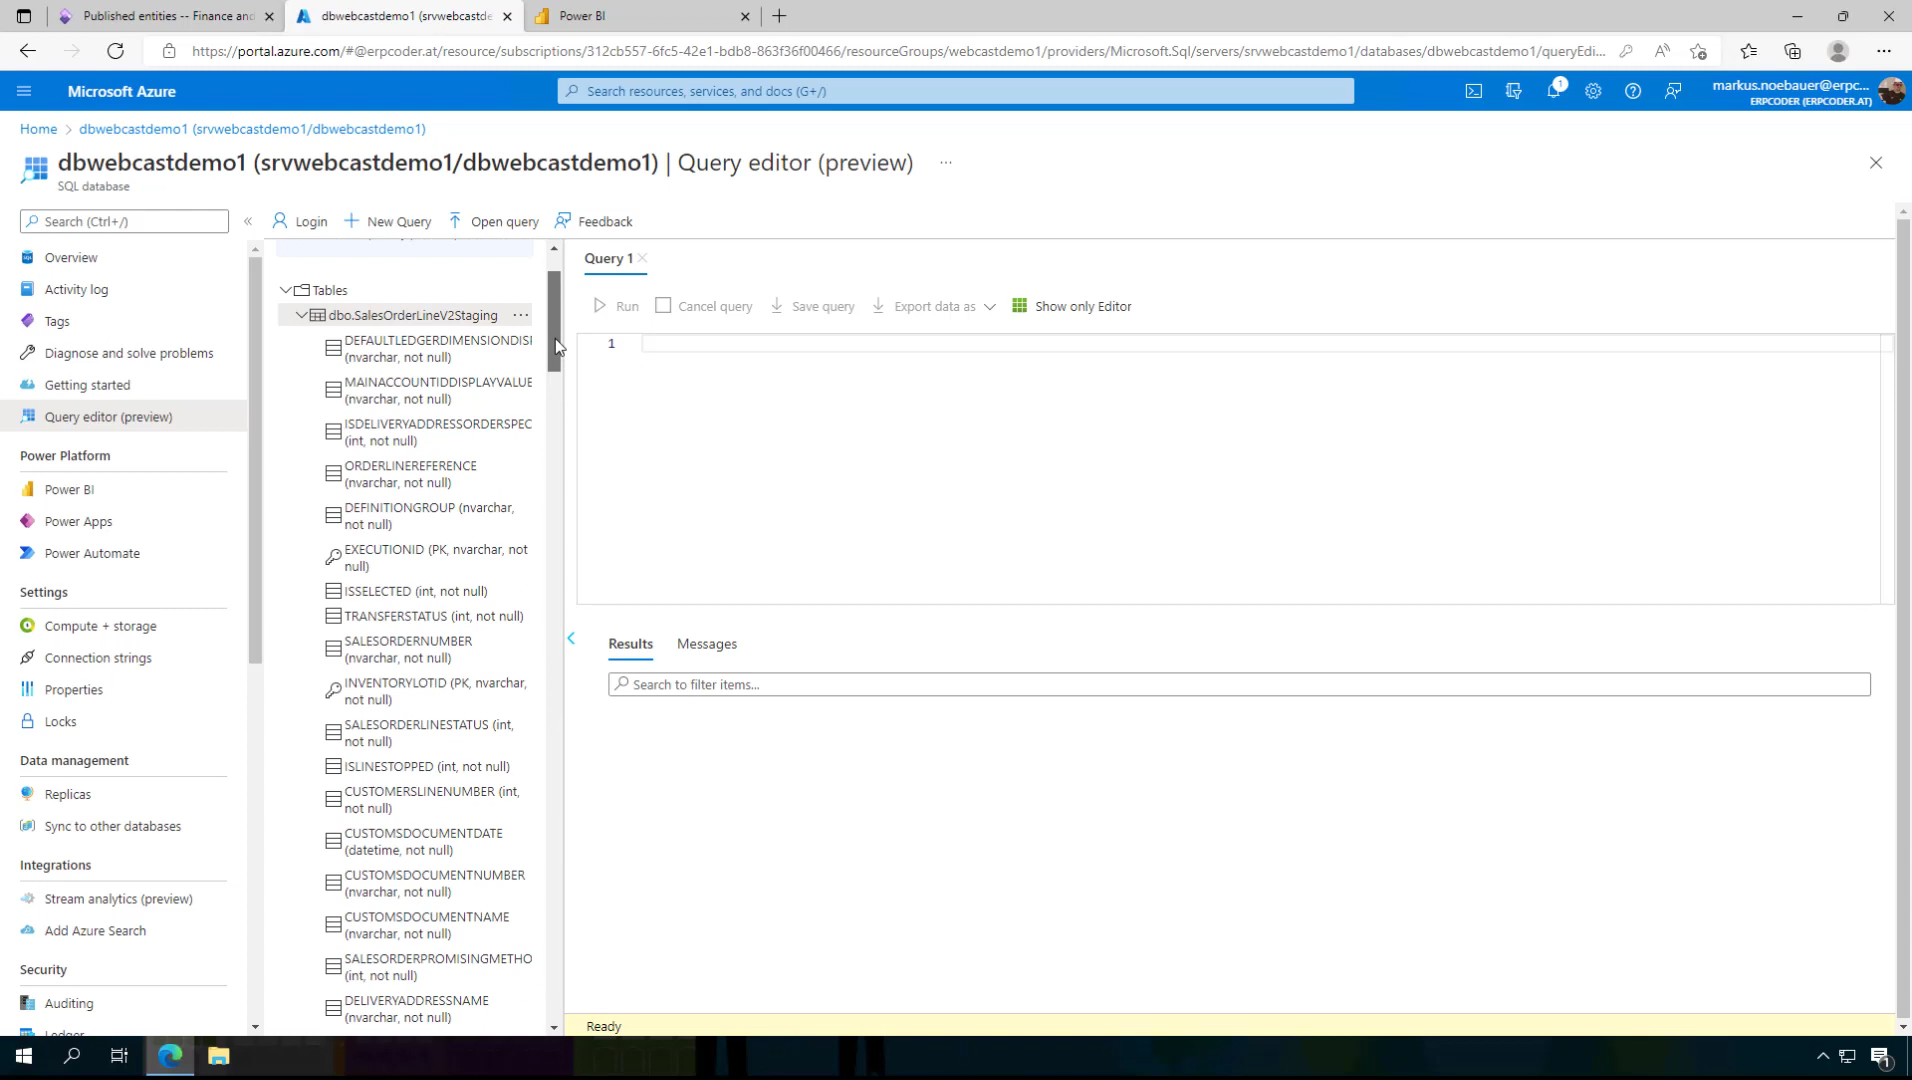 Published entities -- Finance and
dbwebcastdemo1 (srvwebcastde
Power BI
https://portal.azure.com/#@erpcoder.at/resource/subscriptions/312cb557-6fc5-42e1-bdb8-863f36f00466/resourceGroups/webcastdemo1/providers/Microsoft.Sql/servers/srvwebcastdemo1/databases/dbwebcastdemo1/queryEdi...
Microsoft Azure
Search resources, services, and docs (G+/)
1
markus.noebauer@erpc...
ERPCODER (ERPCODER.AT)
Home > dbwebcastdemo1 (srvwebcastdemo1/dbwebcastdemo1)
dbwebcastdemo1 (srvwebcastdemo1/dbwebcastdemo1) | Query editor (preview) ...
SQL database
Search (Ctrl+/)
Overview
Activity log
Tags
Diagnose and solve problems
Getting started
Query editor (preview)
Power Platform
Power BI
Power Apps
Power Automate
Settings
Compute + storage
Connection strings
Properties
Locks
Data management
Replicas
Sync to other databases
Integrations
Stream analytics (preview)
Add Azure Search
Security
Auditing
Login
New Query
Open query
Feedback
Tables
dbo.SalesOrderLineV2Staging ...
DEFAULTLEDGERDIMENSIONDISI
(nvarchar, not null)
MAINACCOUNTIDDISPLAYVALUE
(nvarchar, not null)
ISDELIVERYADDRESSORDERSPEC
(int, not null)
ORDERLINEREFERENCE
(nvarchar, not null)
DEFINITIONGROUP (nvarchar,
not null)
EXECUTIONID (PK, nvarchar, not
null)
ISSELECTED (int, not null)
TRANSFERSTATUS (int, not null)
SALESORDERNUMBER
(nvarchar, not null)
INVENTORYLOTID (PK, nvarchar,
not null)
SALESORDERLINESTATUS (int,
not null)
ISLINESTOPPED (int, not null)
CUSTOMERSLINENUMBER (int,
not null)
CUSTOMSDOCUMENTDATE
(datetime, not null)
CUSTOMSDOCUMENTNUMBER
(nvarchar, not null)
CUSTOMSDOCUMENTNAME
(nvarchar, not null)
SALESORDERPROMISINGMETHO
(int, not null)
DELIVERYADDRESSNAME
(nvarchar, not null)
Query 1
Run
Cancel query
Save query
Export data as
Show only Editor
1
Results
Messages
Search to filter items...
Ready
1